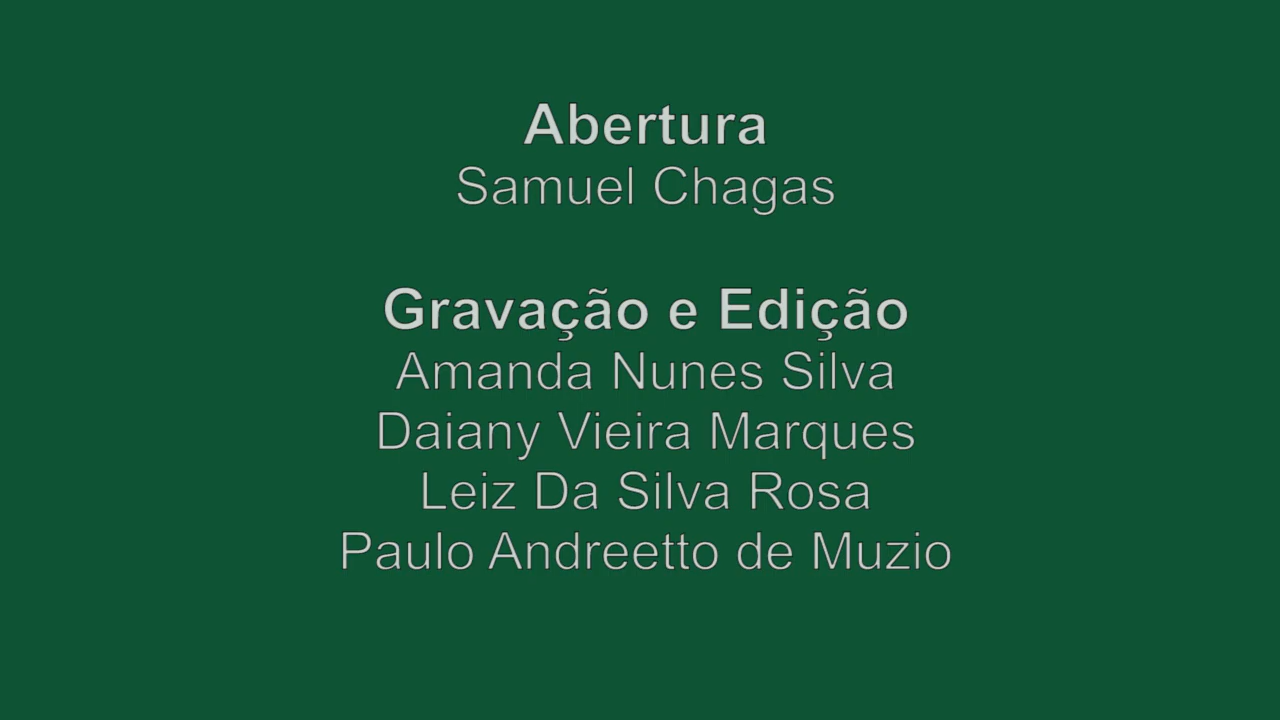 Abertura
Samuel Chagas
Gravação e Edição
Amanda Nunes Silva
Daiany Vieira Marques
Leiz Da Silva Rosa
Paulo Andreetto de Muzio